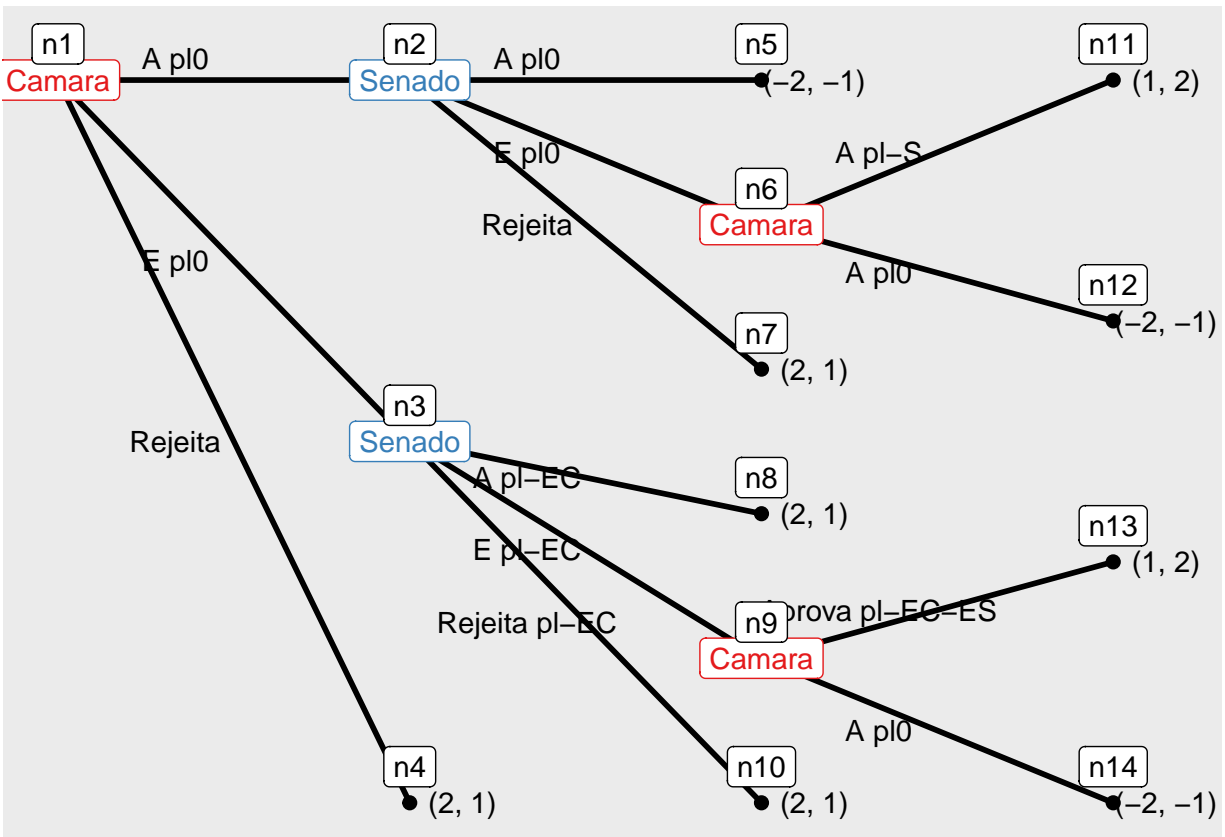 n1
Camara
A pl0
n2
Senado
A pl0
n5
(−2, −1)
n11
(1, 2)
E pl0
A pl−S
n6
Camara
Rejeita
A pl0
E pl0
n12
(−2, −1)
n7
(2, 1)
n3
Senado
Rejeita
A pl−EC
n8
(2, 1)
E pl−EC
n13
(1, 2)
Rejeita pl−EC
n9
Camara
pl−EC−ES
A pl0
n4
(2, 1)
n10
(2, 1)
n14
(−2, −1)